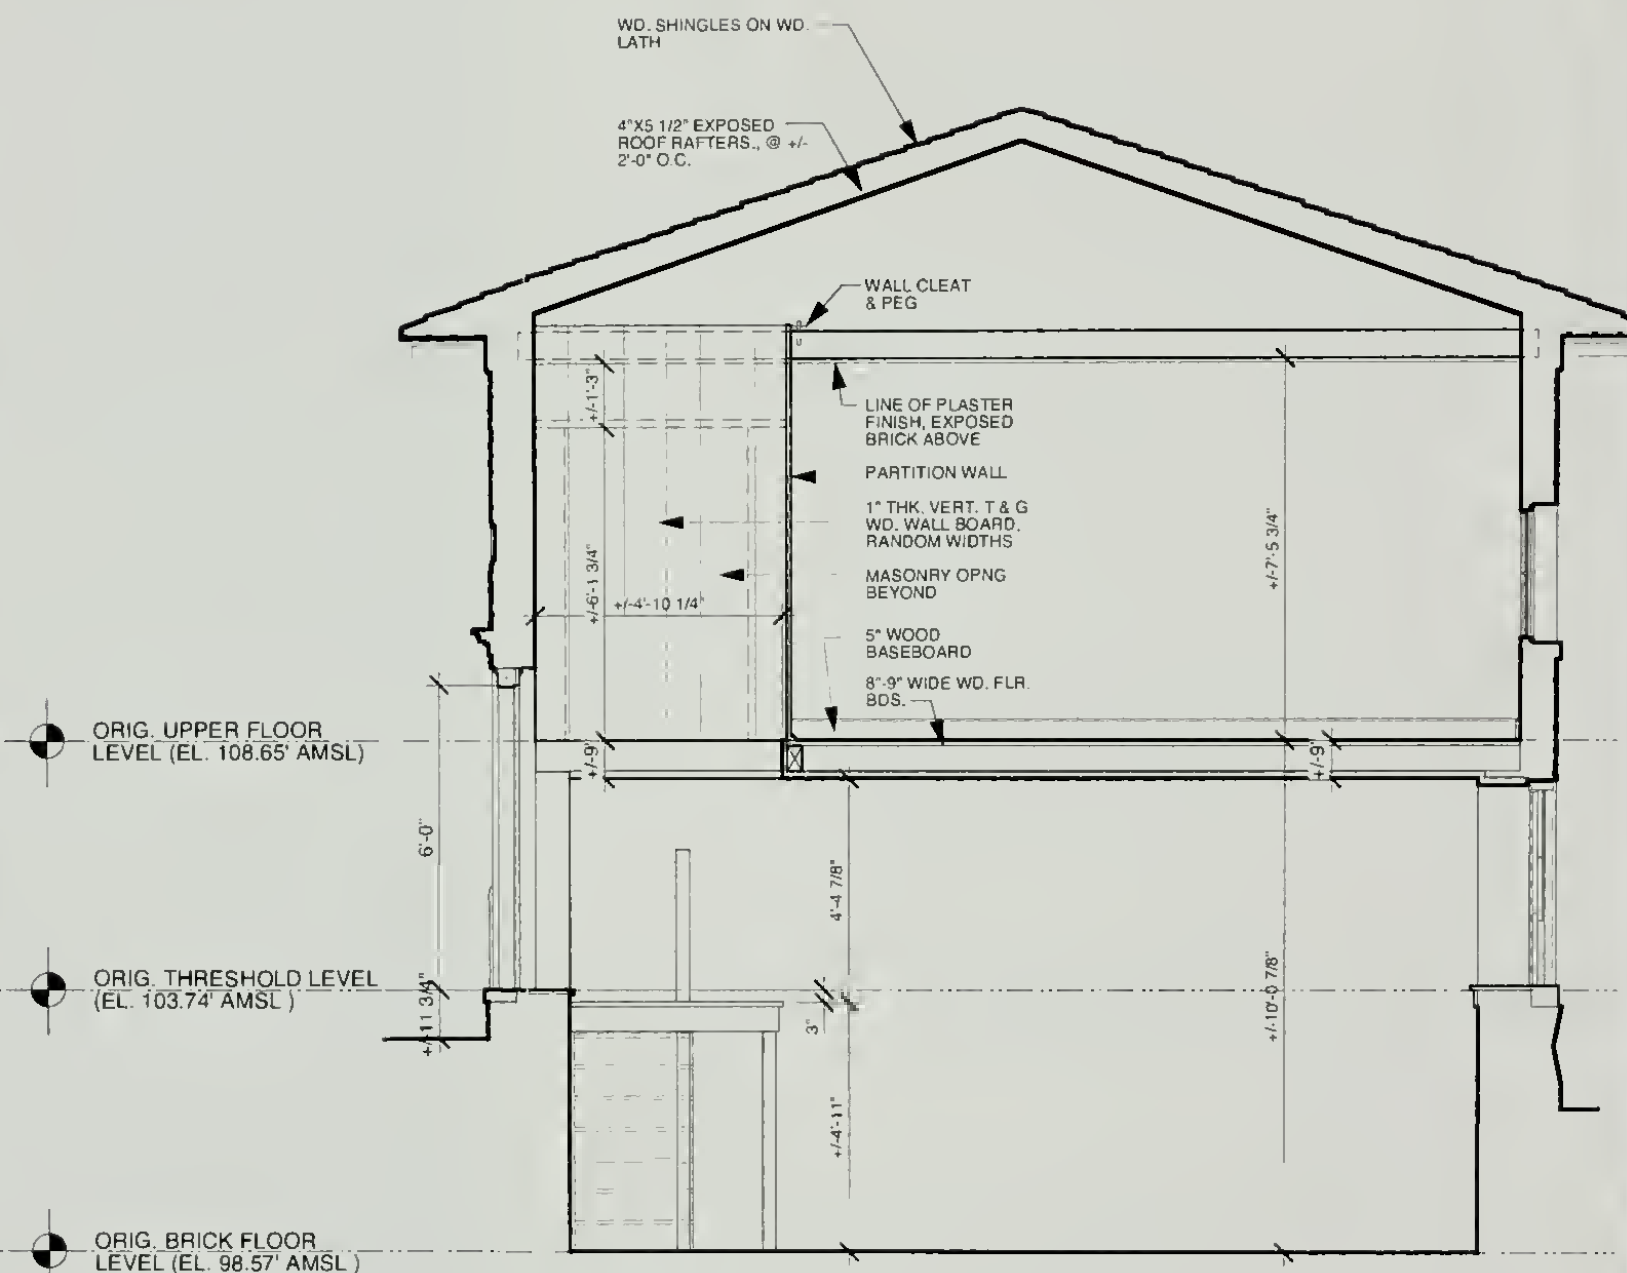 WD. SHINGLES ON WD.
LATH
4"X5 1/2" EXPOSED
ROOF RAFTERS., @ +/-
2'-0" O.C.
WALL CLEAT
& PEG
+/-1'-3"
LINE OF PLASTER
FINISH, EXPOSED
BRICK ABOVE
PARTITION WALL
1" THK. VERT. T & G
WD. WALL BOARD,
RANDOM WIDTHS
MASONRY OPNG
BEYOND
+/-6'-1 3/4"
+/-4'-10 1/4"
+/-7'-5 3/4"
5" WOOD
BASEBOARD
8"-9" WIDE WD. FLR.
BDS.
ORIG. UPPER FLOOR
LEVEL (EL. 108.65' AMSL)
+/-9"
+/-9"
6'-0"
4'-4 7/8"
ORIG. THRESHOLD LEVEL
(EL. 103.74' AMSL )
+/-11 3/4"
3"
+/-10'-0 7/8"
+/-4'-11"
ORIG. BRICK FLOOR
LEVEL (EL. 98.57' AMSL )